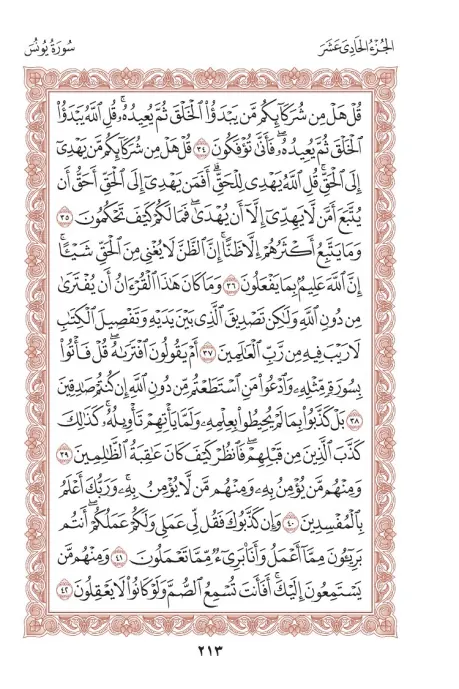 الجُزْءُ الحَادِى عَشَرَ
سُورَةُ يُونُسَ
قُلْ هَلْ مِن شُرَكَآئِكُم مَّن يَبْدَؤُا۟ ٱلْخَلْقَ ثُمَّ يُعِيدُهُۥ ۚ قُلِ ٱللَّهُ يَبْدَؤُا۟
ٱلْخَلْقَ ثُمَّ يُعِيدُهُۥ ۖ فَأَنَّىٰ تُؤْفَكُونَ ٣٤ قُلْ هَلْ مِن شُرَكَآئِكُم مَّن يَهْدِىٓ
إِلَى ٱلْحَقِّ ۚ قُلِ ٱللَّهُ يَهْدِى لِلْحَقِّ ۗ أَفَمَن يَهْدِىٓ إِلَى ٱلْحَقِّ أَحَقُّ أَن
يُتَّبَعَ أَمَّن لَّا يَهِدِّىٓ إِلَّآ أَن يُهْدَىٰ ۖ فَمَا لَكُمْ كَيْفَ تَحْكُمُونَ ٣٥
وَمَا يَتَّبِعُ أَكْثَرُهُمْ إِلَّا ظَنًّا ۚ إِنَّ ٱلظَّنَّ لَا يُغْنِى مِنَ ٱلْحَقِّ شَيْـًٔا ۚ
إِنَّ ٱللَّهَ عَلِيمٌۢ بِمَا يَفْعَلُونَ ٣٦ وَمَا كَانَ هَـٰذَا ٱلْقُرْءَانُ أَن يُفْتَرَىٰ
مِن دُونِ ٱللَّهِ وَلَـٰكِن تَصْدِيقَ ٱلَّذِى بَيْنَ يَدَيْهِ وَتَفْصِيلَ ٱلْكِتَـٰبِ
لَا رَيْبَ فِيهِ مِن رَّبِّ ٱلْعَـٰلَمِينَ ٣٧ أَمْ يَقُولُونَ ٱفْتَرَىٰهُ ۖ قُلْ فَأْتُوا۟
بِسُورَةٍ مِّثْلِهِۦ وَٱدْعُوا۟ مَنِ ٱسْتَطَعْتُم مِّن دُونِ ٱللَّهِ إِن كُنتُمْ صَـٰدِقِينَ
٣٨ بَلْ كَذَّبُوا۟ بِمَا لَمْ يُحِيطُوا۟ بِعِلْمِهِۦ وَلَمَّا يَأْتِهِمْ تَأْوِيلُهُۥ ۚ كَذَٰلِكَ
كَذَّبَ ٱلَّذِينَ مِن قَبْلِهِمْ ۖ فَٱنظُرْ كَيْفَ كَانَ عَـٰقِبَةُ ٱلظَّـٰلِمِينَ ٣٩
وَمِنْهُم مَّن يُؤْمِنُ بِهِۦ وَمِنْهُم مَّن لَّا يُؤْمِنُ بِهِۦ ۚ وَرَبُّكَ أَعْلَمُ
بِٱلْمُفْسِدِينَ ٤٠ وَإِن كَذَّبُوكَ فَقُل لِّى عَمَلِى وَلَكُمْ عَمَلُكُمْ ۖ أَنتُم
بَرِيٓـُٔونَ مِمَّآ أَعْمَلُ وَأَنَا۠ بَرِىٓءٌ مِّمَّا تَعْمَلُونَ ٤١ وَمِنْهُم مَّن
يَسْتَمِعُونَ إِلَيْكَ ۚ أَفَأَنتَ تُسْمِعُ ٱلصُّمَّ وَلَوْ كَانُوا۟ لَا يَعْقِلُونَ ٤٢
٢١٣